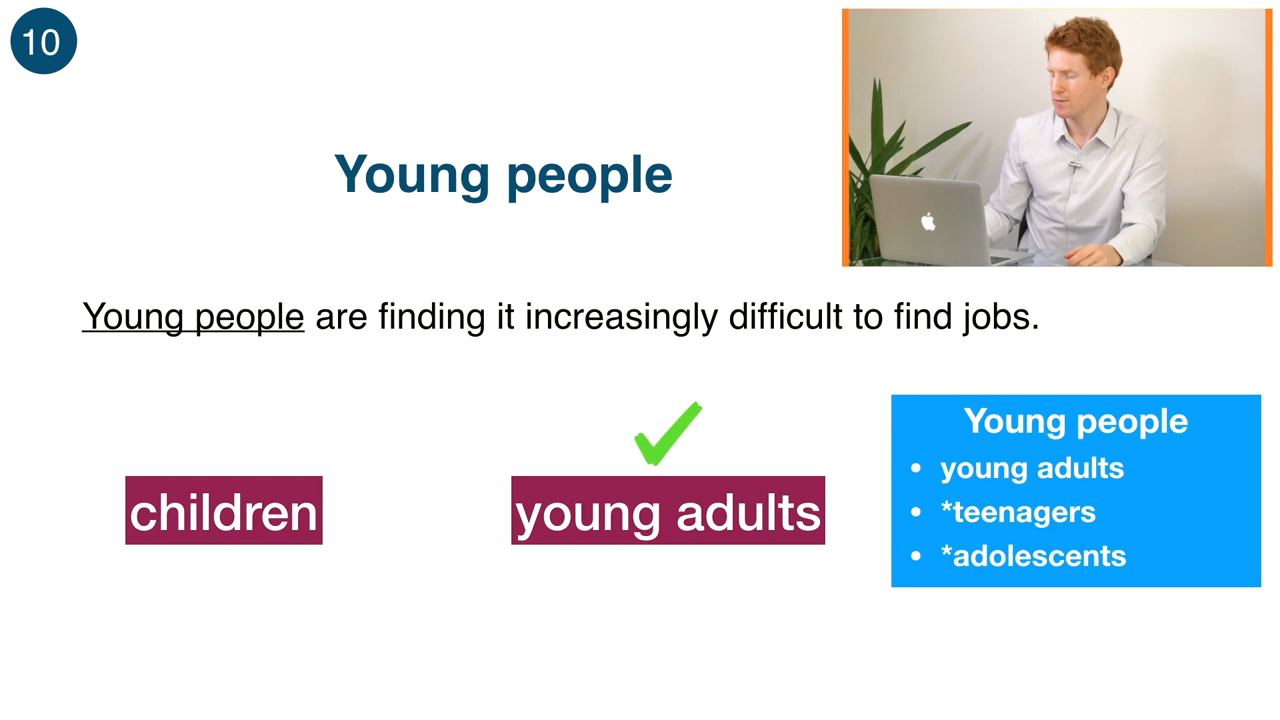 10
Young people
Young people are finding it increasingly difficult to find jobs.
children
young adults
Young people
• young adults
• *teenagers
• *adolescents